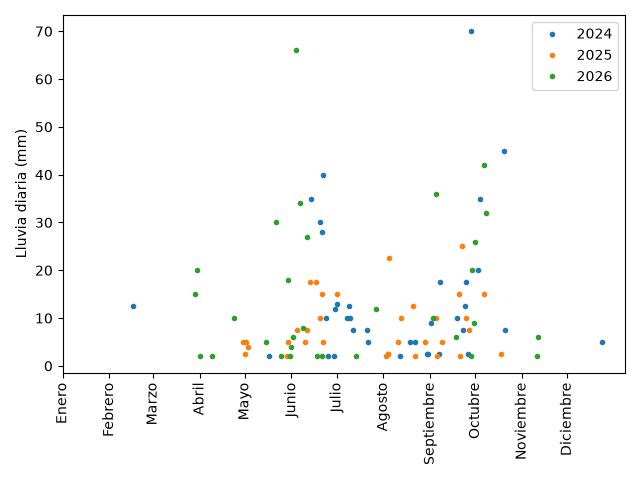 2024
2025
2026
Lluvia diaria (mm)
70
60
50
40
30
20
10
0
Enero
Febrero
Marzo
Abril
Mayo
Junio
Julio
Agosto
Septiembre
Octubre
Noviembre
Diciembre